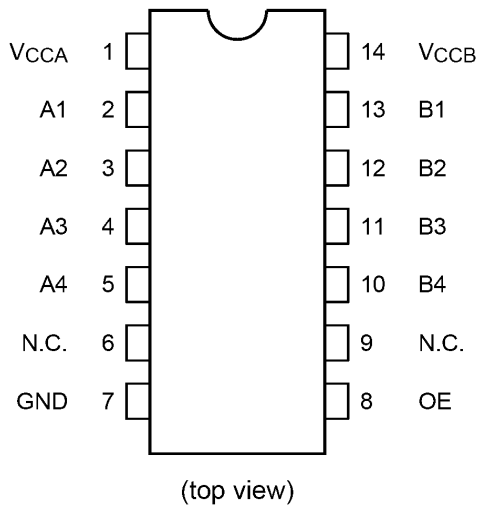 VCCA 1 14 VCCB
A1 2 13 B1
A2 3 12 B2
A3 4 11 B3
A4 5 10 B4
N.C. 6 9 N.C.
GND 7 8 OE
(top view)